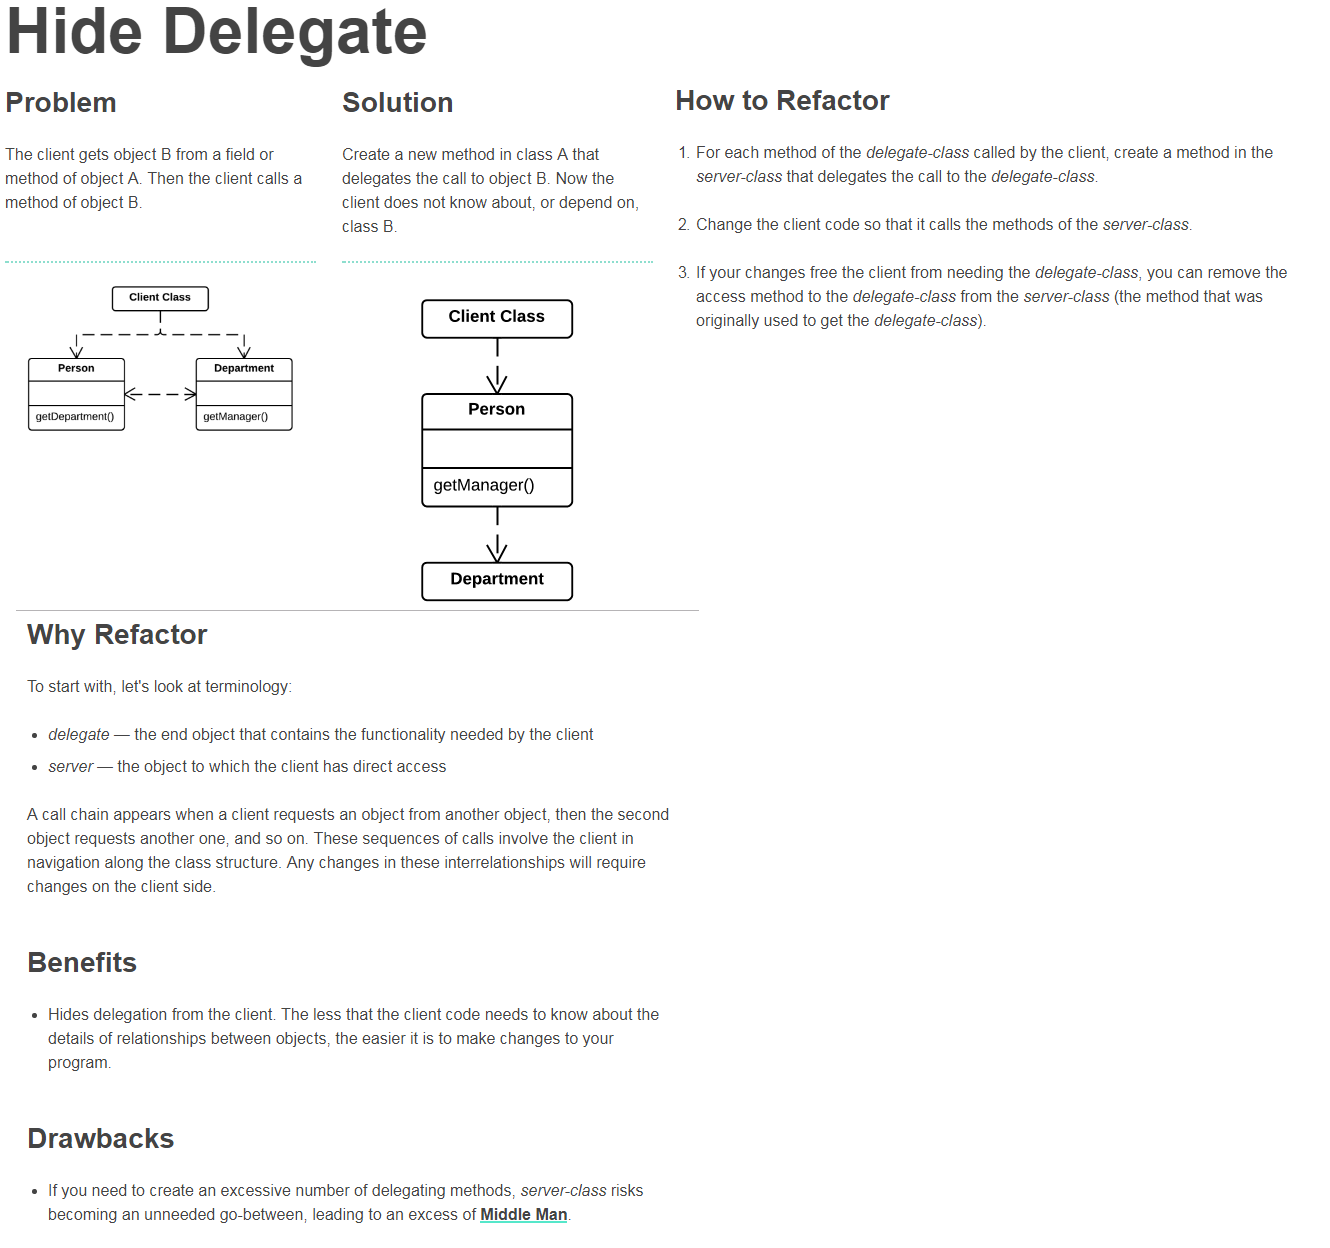 Hide Delegate
Problem
The client gets object B from a field or
method of object A. Then the client calls a
method of object B.
Client Class
Person
getDepartment()
Department
getManager()
Solution
Create a new method in class A that
delegates the call to object B. Now the
client does not know about, or depend on,
class B.
Client Class
Person
getManager()
Department
How to Refactor
1. For each method of the delegate-class called by the client, create a method in the
server-class that delegates the call to the delegate-class.
2. Change the client code so that it calls the methods of the server-class.
3. If your changes free the client from needing the delegate-class, you can remove the
access method to the delegate-class from the server-class (the method that was
originally used to get the delegate-class).
Why Refactor
To start with, let's look at terminology:
• delegate — the end object that contains the functionality needed by the client
• server — the object to which the client has direct access
A call chain appears when a client requests an object from another object, then the second
object requests another one, and so on. These sequences of calls involve the client in
navigation along the class structure. Any changes in these interrelationships will require
changes on the client side.
Benefits
• Hides delegation from the client. The less that the client code needs to know about the
details of relationships between objects, the easier it is to make changes to your
program.
Drawbacks
• If you need to create an excessive number of delegating methods, server-class risks
becoming an unneeded go-between, leading to an excess of Middle Man.